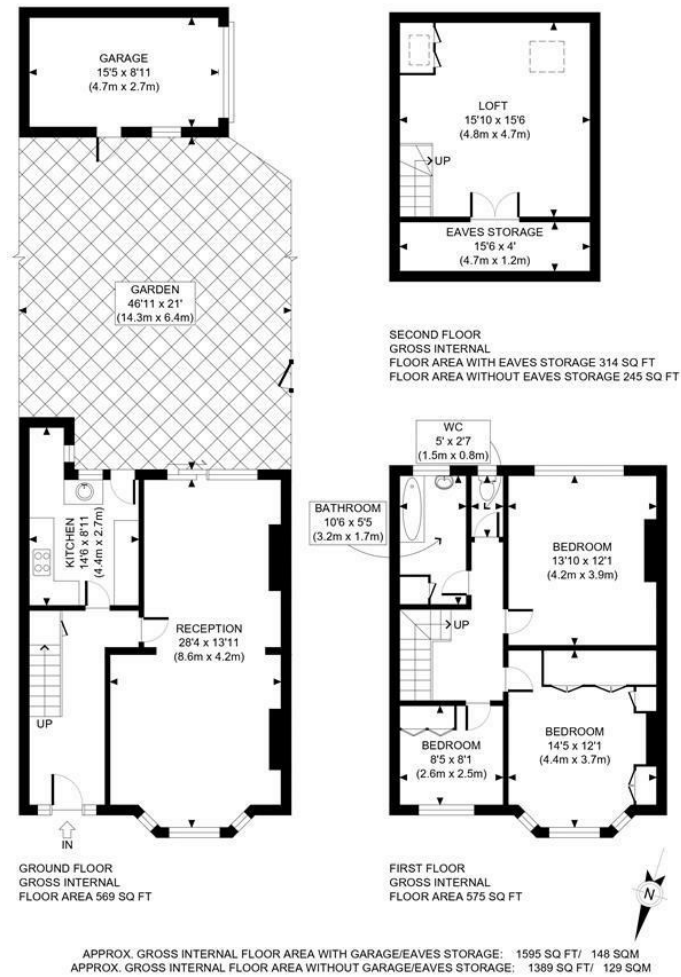 GARAGE
15'5 x 8'11
(4.7m x 2.7m)
GARDEN
46'11 x 21'
(14.3m x 6.4m)
KITCHEN
14'6 x 8'11
(4.4m x 2.7m)
RECEPTION
28'4 x 13'11
(8.6m x 4.2m)
UP
IN
GROUND FLOOR
GROSS INTERNAL
FLOOR AREA 569 SQ FT
LOFT
15'10 x 15'6
(4.8m x 4.7m)
UP
EAVES STORAGE
15'6 x 4'
(4.7m x 1.2m)
SECOND FLOOR
GROSS INTERNAL
FLOOR AREA WITH EAVES STORAGE 314 SQ FT
FLOOR AREA WITHOUT EAVES STORAGE 245 SQ FT
WC
5' x 2'7
(1.5m x 0.8m)
BATHROOM
10'6 x 5'5
(3.2m x 1.7m)
BEDROOM
13'10 x 12'1
(4.2m x 3.9m)
UP
BEDROOM
8'5 x 8'1
(2.6m x 2.5m)
BEDROOM
14'5 x 12'1
(4.4m x 3.7m)
FIRST FLOOR
GROSS INTERNAL
FLOOR AREA 575 SQ FT
N
APPROX. GROSS INTERNAL FLOOR AREA WITH GARAGE/EAVES STORAGE: 1595 SQ FT/ 148 SQM
APPROX. GROSS INTERNAL FLOOR AREA WITHOUT GARAGE/EAVES STORAGE: 1389 SQ FT/ 129 SQM